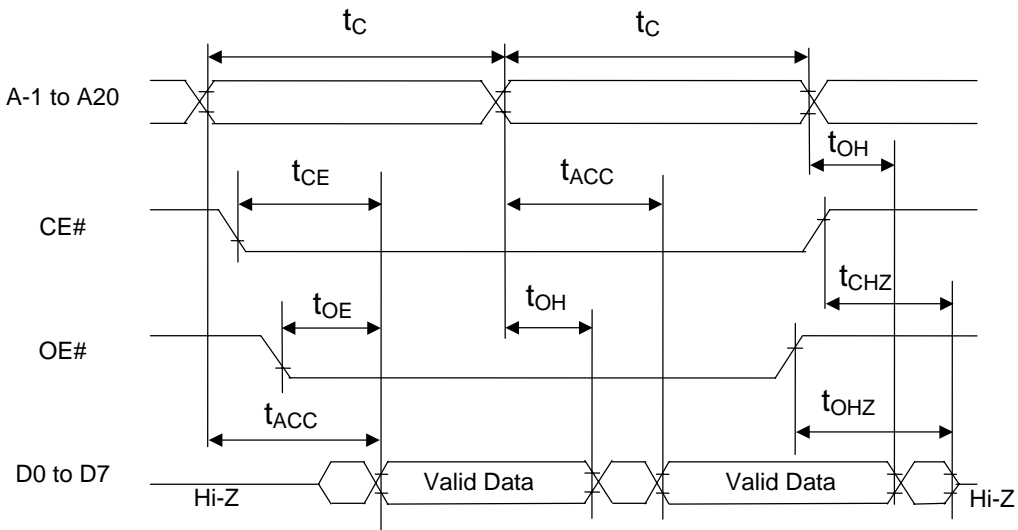 tC tC
A-1 to A20
tOH
tCE tACC
CE#
tCHZ
tOE tOH
OE#
tOHZ
tACC
D0 to D7 Valid Data Valid Data
Hi-Z Hi-Z